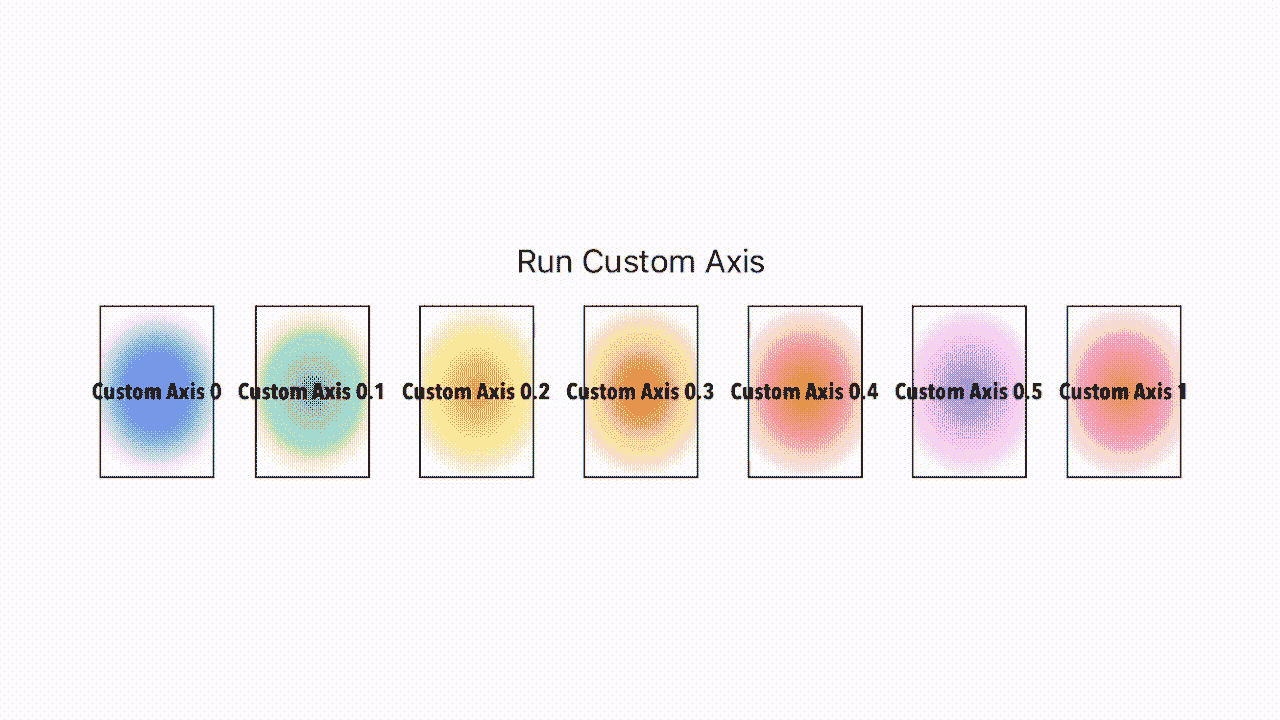 Run Custom Axis
Custom Axis 0
Custom Axis 0.1
Custom Axis 0.2
Custom Axis 0.3
Custom Axis 0.4
Custom Axis 0.5
Custom Axis 1